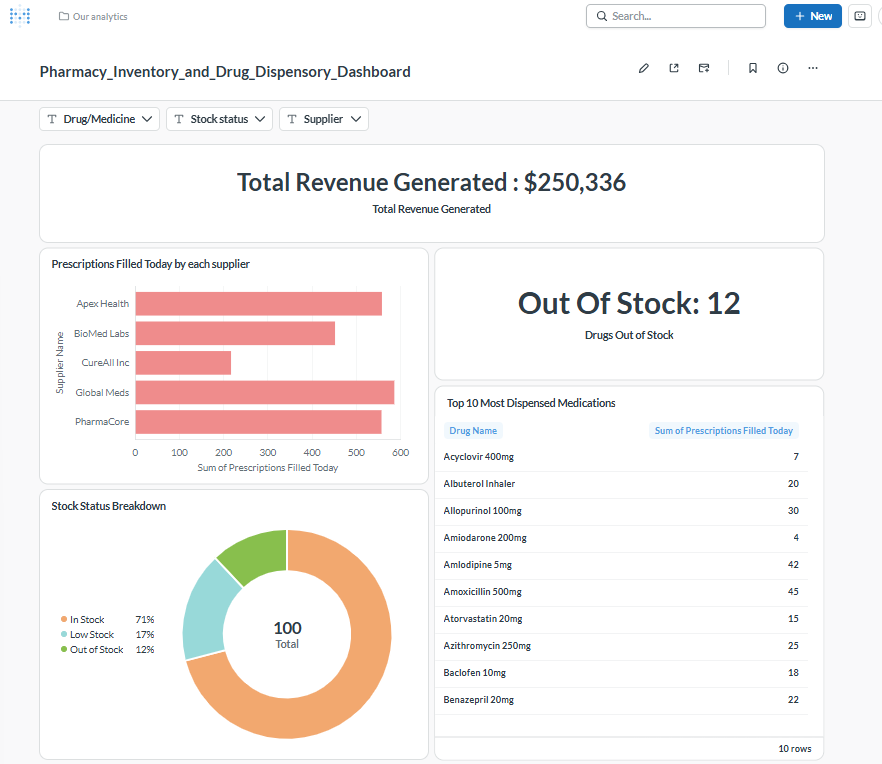 Our analytics
Search...
+ New
Pharmacy_Inventory_and_Drug_Dispensory_Dashboard
T Drug/Medicine
T Stock status
T Supplier
Total Revenue Generated : $250,336
Total Revenue Generated
Prescriptions Filled Today by each supplier
Supplier Name
Apex Health
BioMed Labs
CureAll Inc
Global Meds
PharmaCore
0 100 200 300 400 500 600
Sum of Prescriptions Filled Today
Out Of Stock: 12
Drugs Out of Stock
Top 10 Most Dispensed Medications
Drug Name Sum of Prescriptions Filled Today
Acyclovir 400mg 7
Albuterol Inhaler 20
Allopurinol 100mg 30
Amiodarone 200mg 4
Amlodipine 5mg 42
Amoxicillin 500mg 45
Atorvastatin 20mg 15
Azithromycin 250mg 25
Baclofen 10mg 18
Benazepril 20mg 22
10 rows
Stock Status Breakdown
In Stock 71%
Low Stock 17%
Out of Stock 12%
100
Total